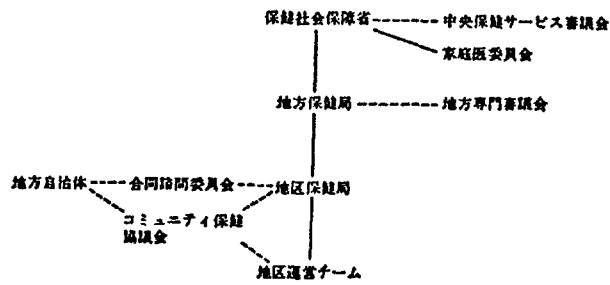 保健社会保障省
中央保健サービス審議会
家庭医委員会
地方保健局
地方専門審議会
地方自治体
合同諮問委員会
地区保健局
コミュニティ保健
協議会
地区運営チーム